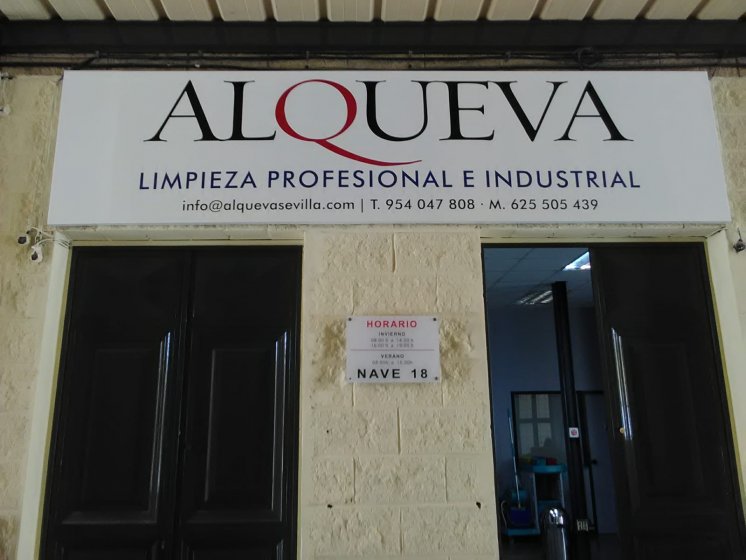 ALQUEVA
LIMPIEZA PROFESIONAL E INDUSTRIAL
info@alquevasevilla.com | T. 954 047 808 · M. 625 505 439
HORARIO
INVIERNO
VERANO
NAVE 18